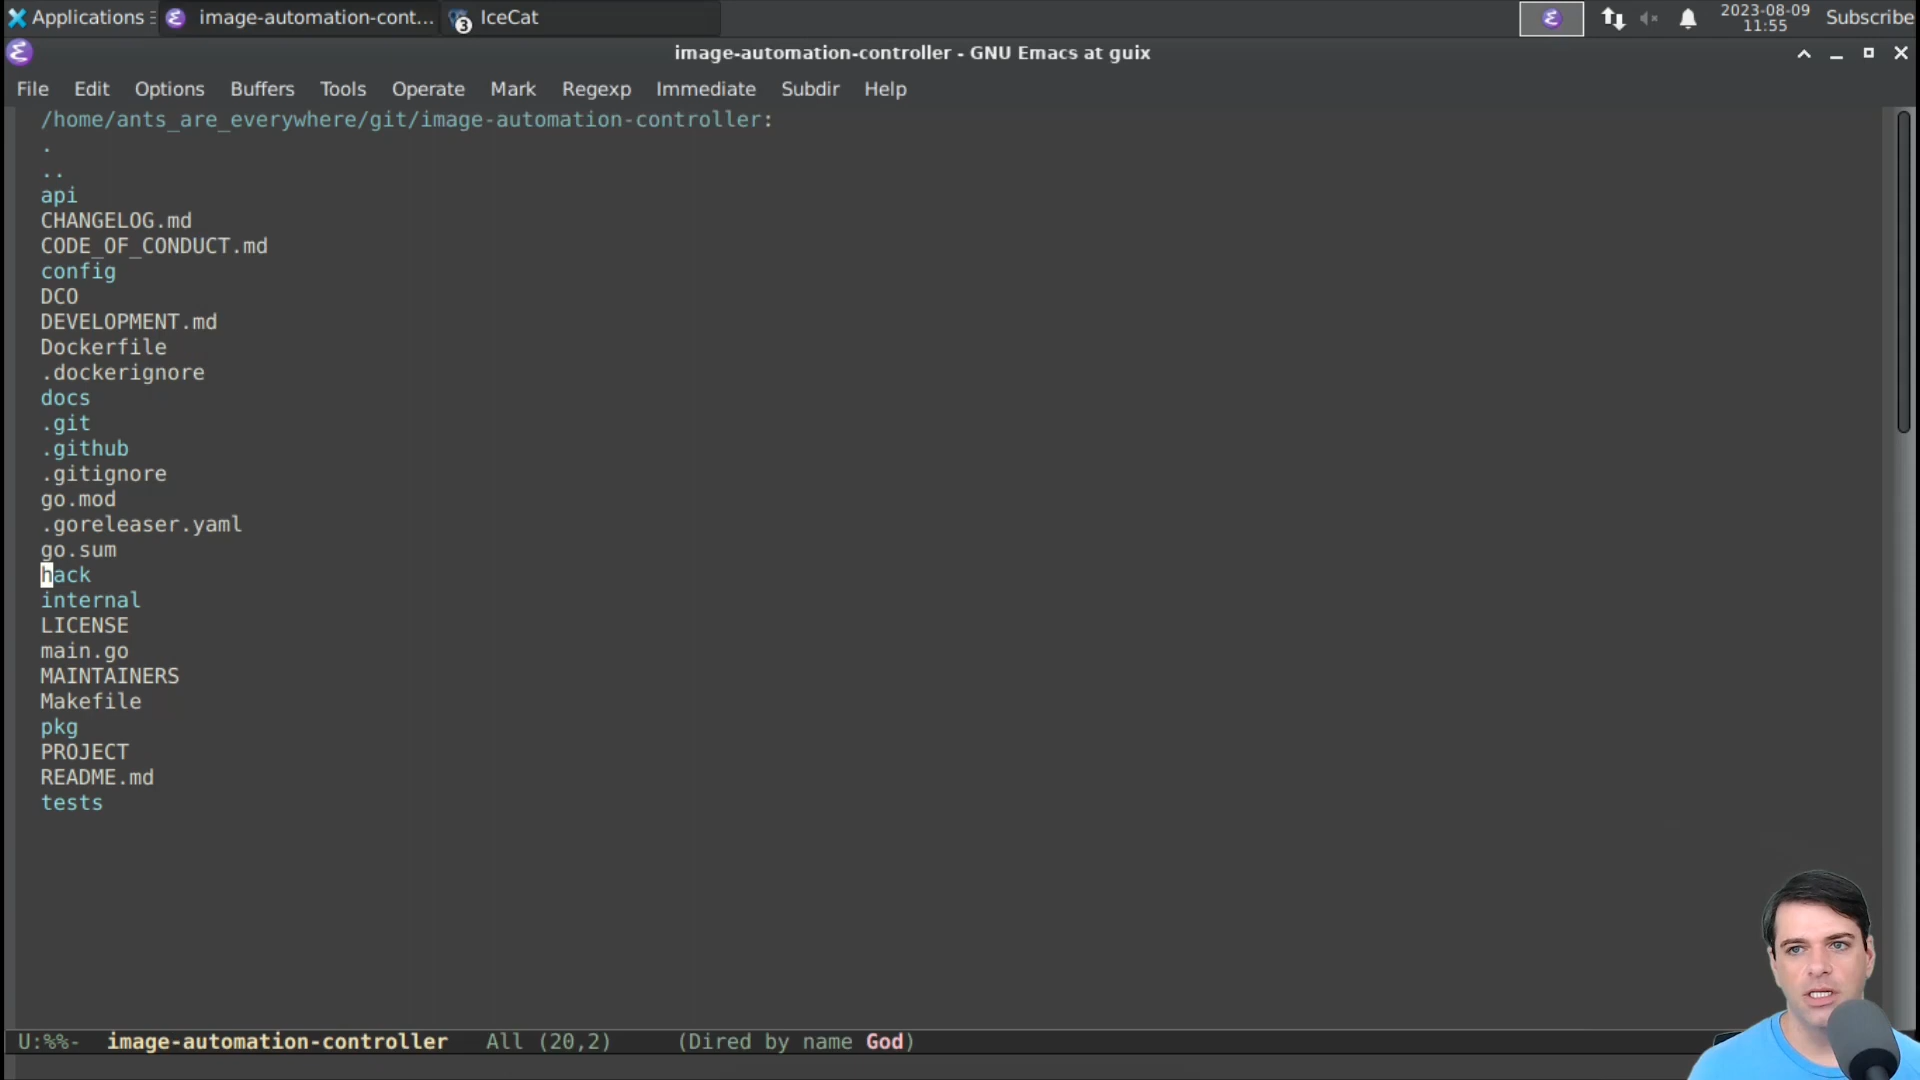 Applications image-automation-cont... 3 IceCat 2023-08-09 Subscribe
11:55
image-automation-controller - GNU Emacs at guix
File Edit Options Buffers Tools Operate Mark Regexp Immediate Subdir Help
/home/ants_are_everywhere/git/image-automation-controller:
.
..
api
CHANGELOG.md
CODE_OF_CONDUCT.md
config
DCO
DEVELOPMENT.md
Dockerfile
.dockerignore
docs
.git
.github
.gitignore
go.mod
.goreleaser.yaml
go.sum
hack
internal
LICENSE
main.go
MAINTAINERS
Makefile
pkg
PROJECT
README.md
tests
U:%%- image-automation-controller All (20,2) (Dired by name God)